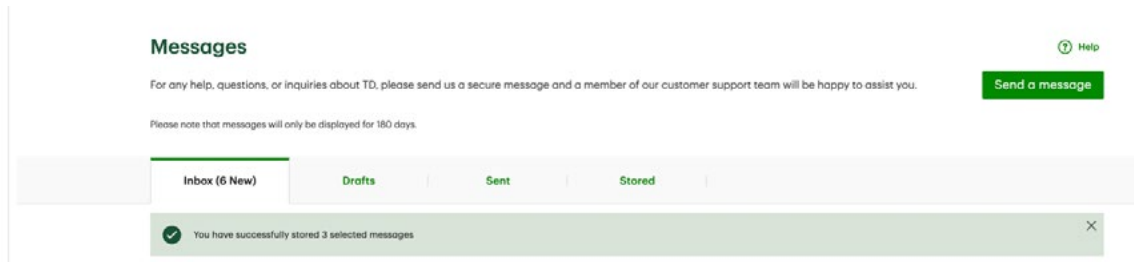 Messages
Help
For any help, questions, or inquiries about TD, please send us a secure message and a member of our customer support team will be happy to assist you.
Send a message
Please note that messages will only be displayed for 180 days.
Inbox (6 New)
Drafts
Sent
Stored
You have successfully stored 3 selected messages